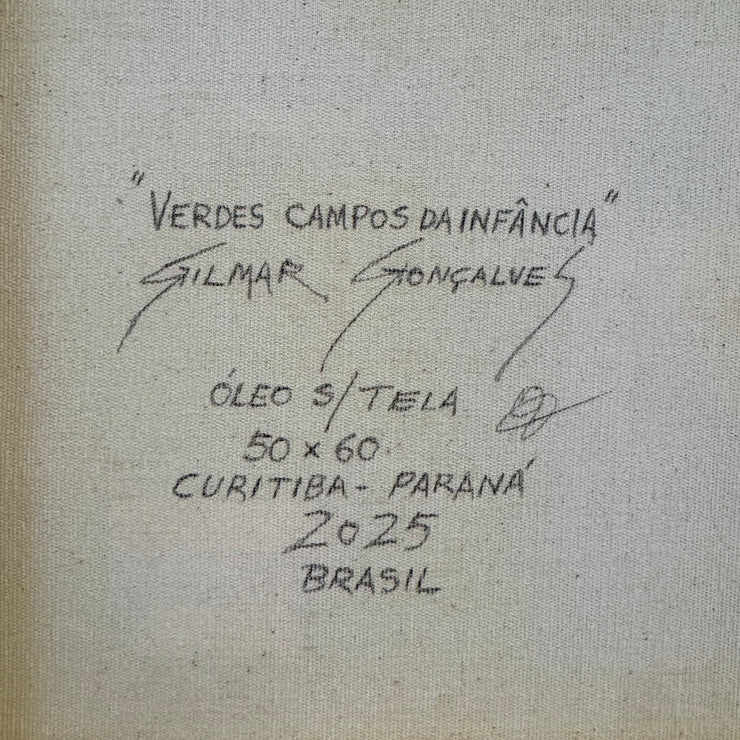 "VERDES CAMPOS DA INFÂNCIA"
GILMAR GONÇALVES
ÓLEO S/TELA
50 x 60
CURITIBA - PARANÁ
2025
BRASIL